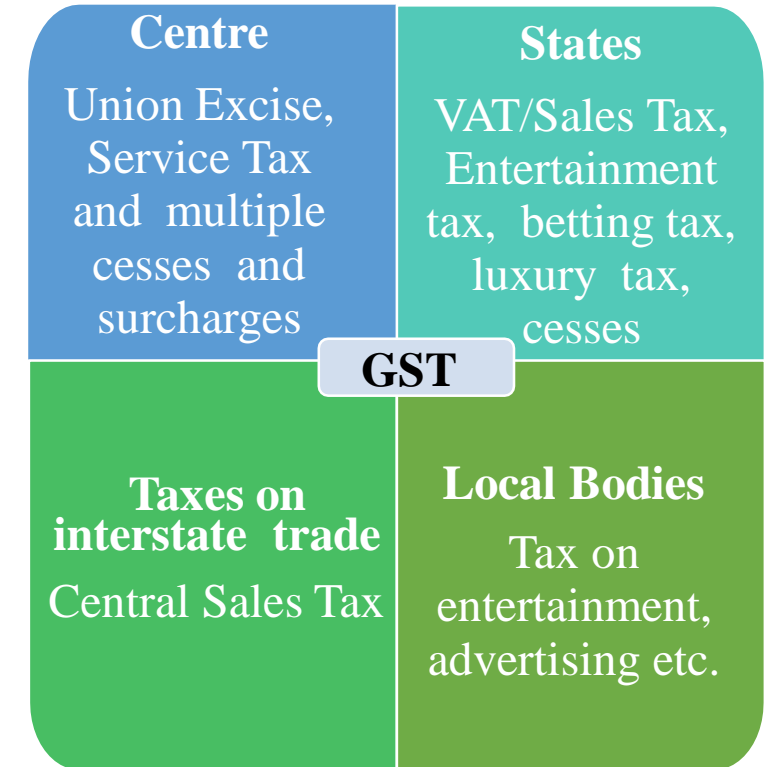 Centre
Union Excise,
Service Tax
and multiple
cesses and
surcharges
States
VAT/Sales Tax,
Entertainment
tax, betting tax,
luxury tax,
cesses
GST
Taxes on
interstate trade
Central Sales Tax
Local Bodies
Tax on
entertainment,
advertising etc.